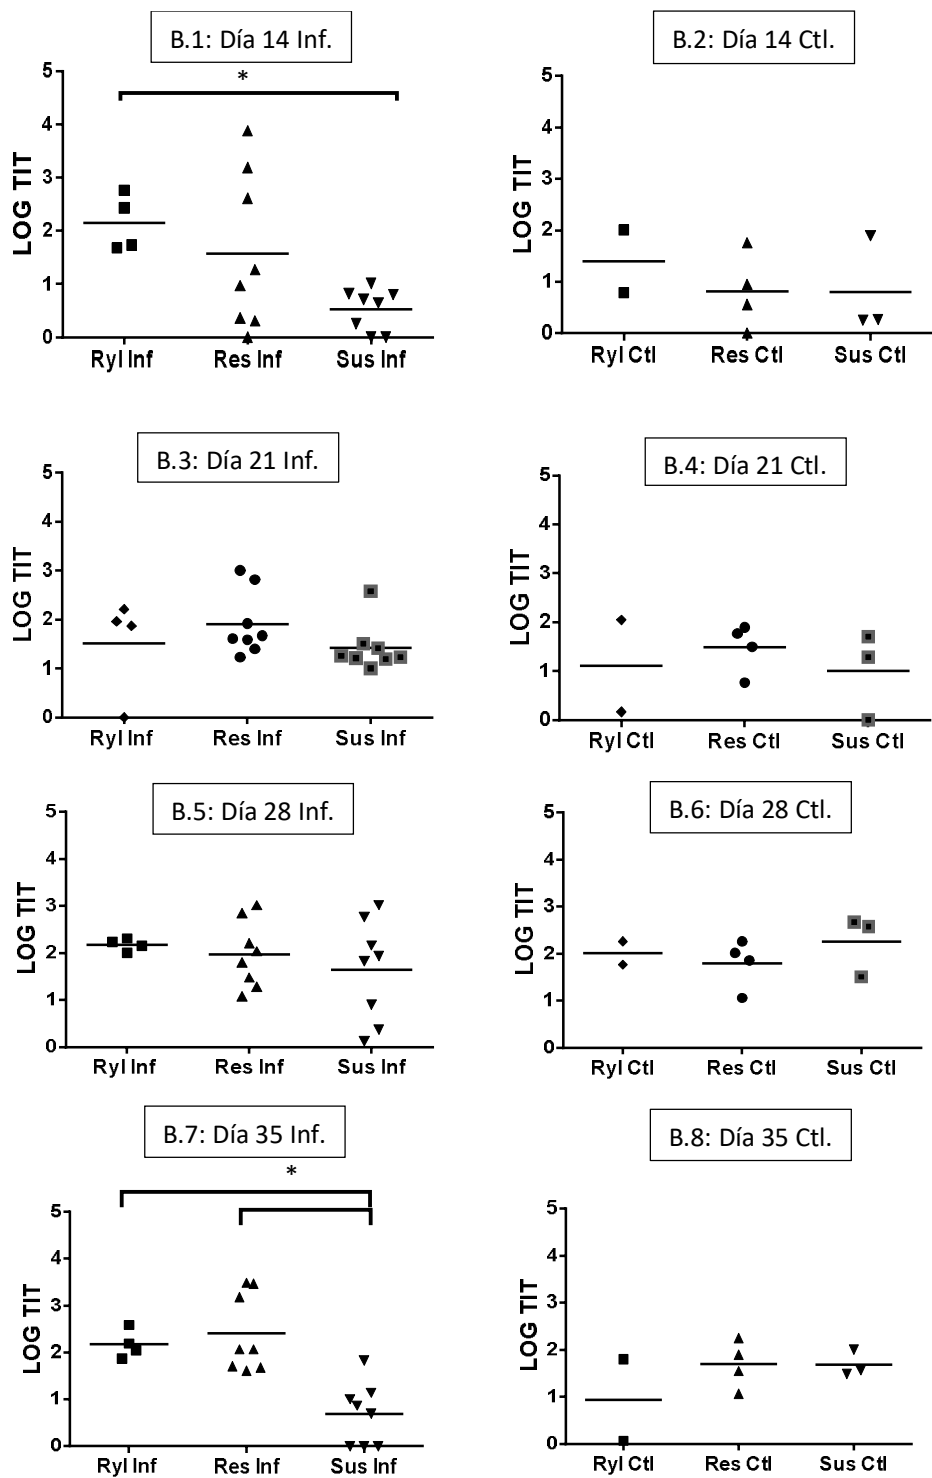 B.1: Día 14 Inf.
*
5
4
3
2
1
0
LOG TIT
Ryl Inf Res Inf Sus Inf
B.2: Día 14 Ctl.
5
4
3
2
1
0
LOG TIT
Ryl Ctl Res Ctl Sus Ctl
B.3: Día 21 Inf.
5
4
3
2
1
0
LOG TIT
Ryl Inf Res Inf Sus Inf
B.4: Día 21 Ctl.
5
4
3
2
1
0
LOG TIT
Ryl Ctl Res Ctl Sus Ctl
B.5: Día 28 Inf.
5
4
3
2
1
0
LOG TIT
Ryl Inf Res Inf Sus Inf
B.6: Día 28 Ctl.
5
4
3
2
1
0
LOG TIT
Ryl Ctl Res Ctl Sus Ctl
B.7: Día 35 Inf.
*
5
4
3
2
1
0
LOG TIT
Ryl Inf Res Inf Sus Inf
B.8: Día 35 Ctl.
5
4
3
2
1
0
LOG TIT
Ryl Ctl Res Ctl Sus Ctl